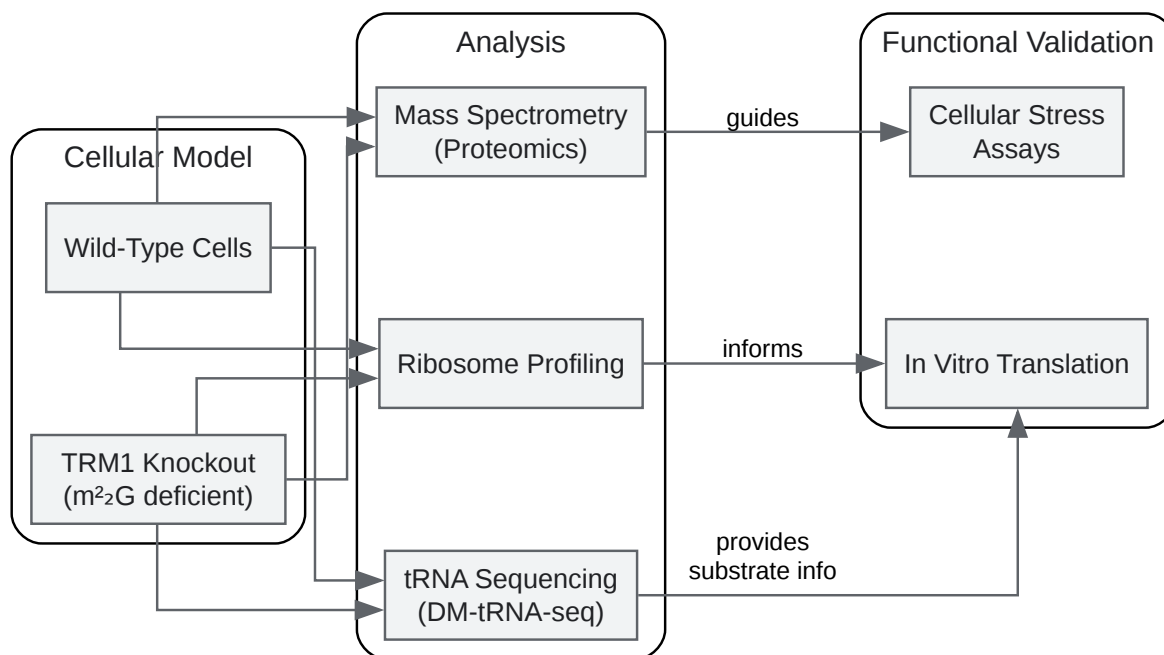 Cellular Model
Wild-Type Cells
TRM1 Knockout
(m²₂G deficient)
Analysis
Mass Spectrometry
(Proteomics)
Ribosome Profiling
tRNA Sequencing
(DM-tRNA-seq)
guides
informs
provides
substrate info
Functional Validation
Cellular Stress
Assays
In Vitro Translation